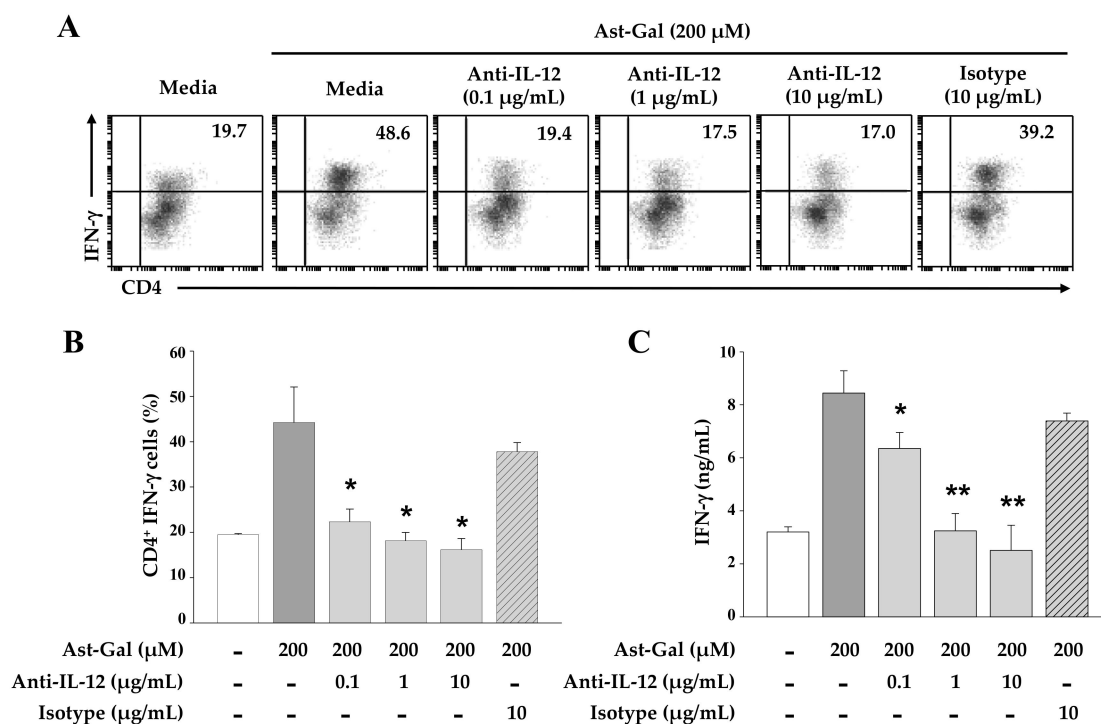 A
Ast-Gal (200 µM)
Media
Media
Anti-IL-12
(0.1 µg/mL)
Anti-IL-12
(1 µg/mL)
Anti-IL-12
(10 µg/mL)
Isotype
(10 µg/mL)
19.7
48.6
19.4
17.5
17.0
39.2
IFN-γ
CD4
B
CD4⁺ IFN-γ cells (%)
60
50
40
30
20
10
0
* * *
Ast-Gal (µM) - 200 200 200 200 200
Anti-IL-12 (µg/mL) - - 0.1 1 10 -
Isotype (µg/mL) - - - - - 10
C
IFN-γ (ng/mL)
10
8
6
4
2
0
* ** **
Ast-Gal (µM) - 200 200 200 200 200
Anti-IL-12 (µg/mL) - - 0.1 1 10 -
Isotype (µg/mL) - - - - - 10